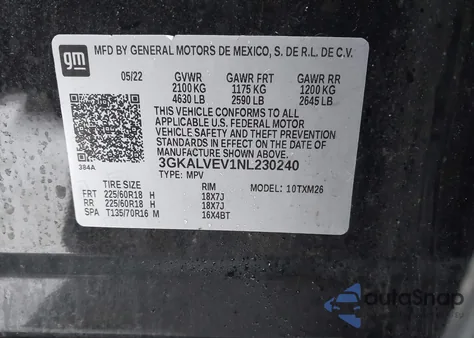 gm
MFD BY GENERAL MOTORS DE MEXICO, S. DE R.L. DE C.V.
05/22 GVWR GAWR FRT GAWR RR
2100 KG 1175 KG 1200 KG
4630 LB 2590 LB 2645 LB
THIS VEHICLE CONFORMS TO ALL
APPLICABLE U.S. FEDERAL MOTOR
VEHICLE SAFETY AND THEFT PREVENTION
STANDARDS IN EFFECT ON THE DATE OF
MANUFACTURE SHOWN ABOVE.
384A 3GKALVEV1NL230240
TYPE: MPV
TIRE SIZE RIM MODEL: 10TXM26
FRT 225/60R18 H 18X7J
RR 225/60R18 H 18X7J
SPA T135/70R16 M 16X4BT
autoSnap